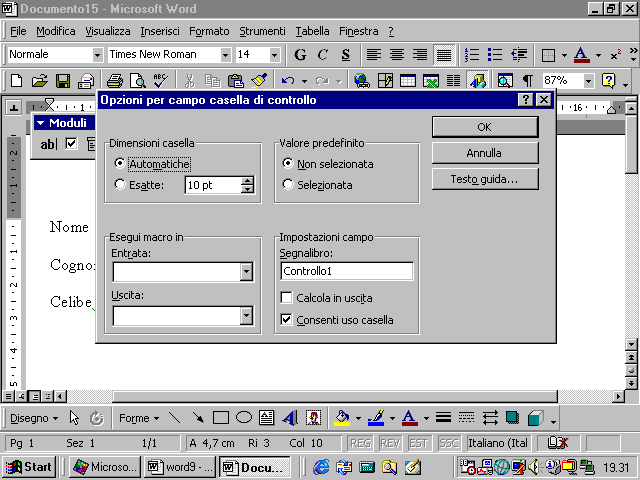 Documento15 - Microsoft Word
File Modifica Visualizza Inserisci Formato Strumenti Tabella Finestra ?
Normale Times New Roman 14 G C S
87%
Opzioni per campo casella di controllo
Moduli
ab|
Dimensioni casella
Automatiche
Esatte: 10 pt
Valore predefinito
Non selezionata
Selezionata
OK
Annulla
Testo guida...
Esegui macro in
Entrata:
Uscita:
Impostazioni campo
Segnalibro:
Controllo1
Calcola in uscita
Consenti uso casella
Nome
Cogno
Celibe
Disegno Forme
Pg 1 Sez 1 1/1 A 4,7 cm Ri 3 Col 10 REG REV EST SSC Italiano (Ital
Start Microso... word9 - ... Docu... 19.31